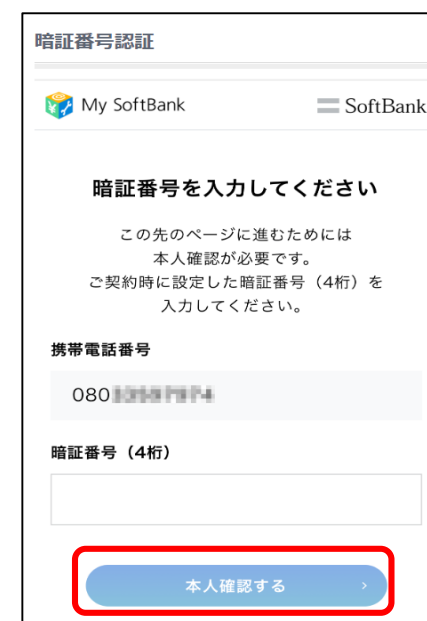 暗証番号認証
My SoftBank
SoftBank
暗証番号を入力してください
この先のページに進むためには
本人確認が必要です。
ご契約時に設定した暗証番号（4桁）を
入力してください。
携帯電話番号
080
暗証番号（4桁）
本人確認する